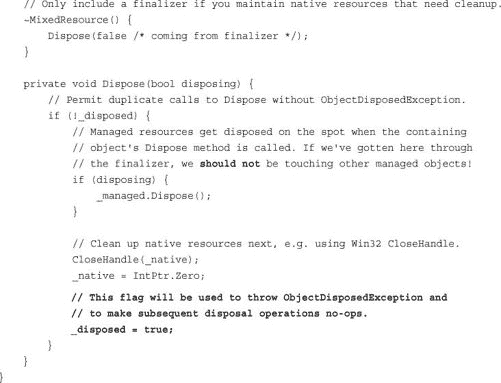 // Only include a finalizer if you maintain native resources that need cleanup.
~MixedResource() {
Dispose(false /* coming from finalizer */);
}
private void Dispose(bool disposing) {
// Permit duplicate calls to Dispose without ObjectDisposedException.
if (!_disposed) {
// Managed resources get disposed on the spot when the containing
// object's Dispose method is called. If we've gotten here through
// the finalizer, we should not be touching other managed objects!
if (disposing) {
_managed.Dispose();
}
// Clean up native resources next, e.g. using Win32 CloseHandle.
CloseHandle(_native);
_native = IntPtr.Zero;
// This flag will be used to throw ObjectDisposedException and
// to make subsequent disposal operations no-ops.
_disposed = true;
}
}
}